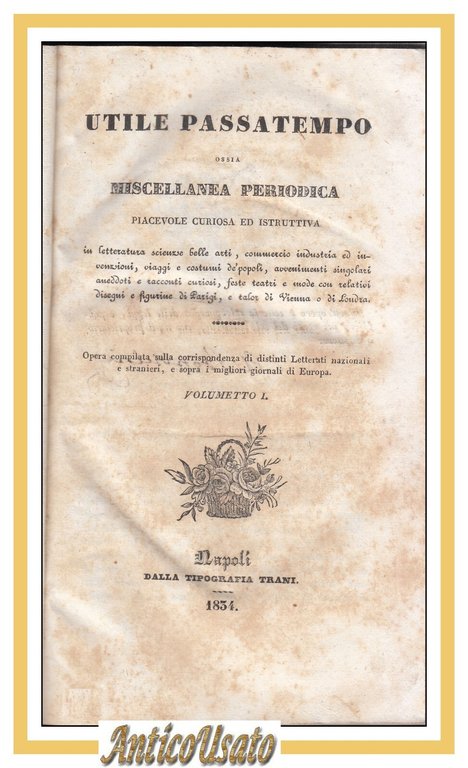 UTILE PASSATEMPO
OSSIA
MISCELLANEA PERIODICA
PIACEVOLE CURIOSA ED ISTRUTTIVA
in letteratura scienze belle arti, commercio industria ed in-
venzioni, viaggi e costumi de' popoli, avvenimenti singolari
aneddoti e racconti curiosi, feste teatri e mode con relativi
disegni e figurine di Parigi, e talor di Vienna o di Londra.
Opera compilata sulla corrispondenza di distinti Letterati nazionali
e stranieri, e sopra i migliori giornali di Europa.
VOLUMETTO I.
Napoli
DALLA TIPOGRAFIA TRANI.
1834.
AnticoUsato